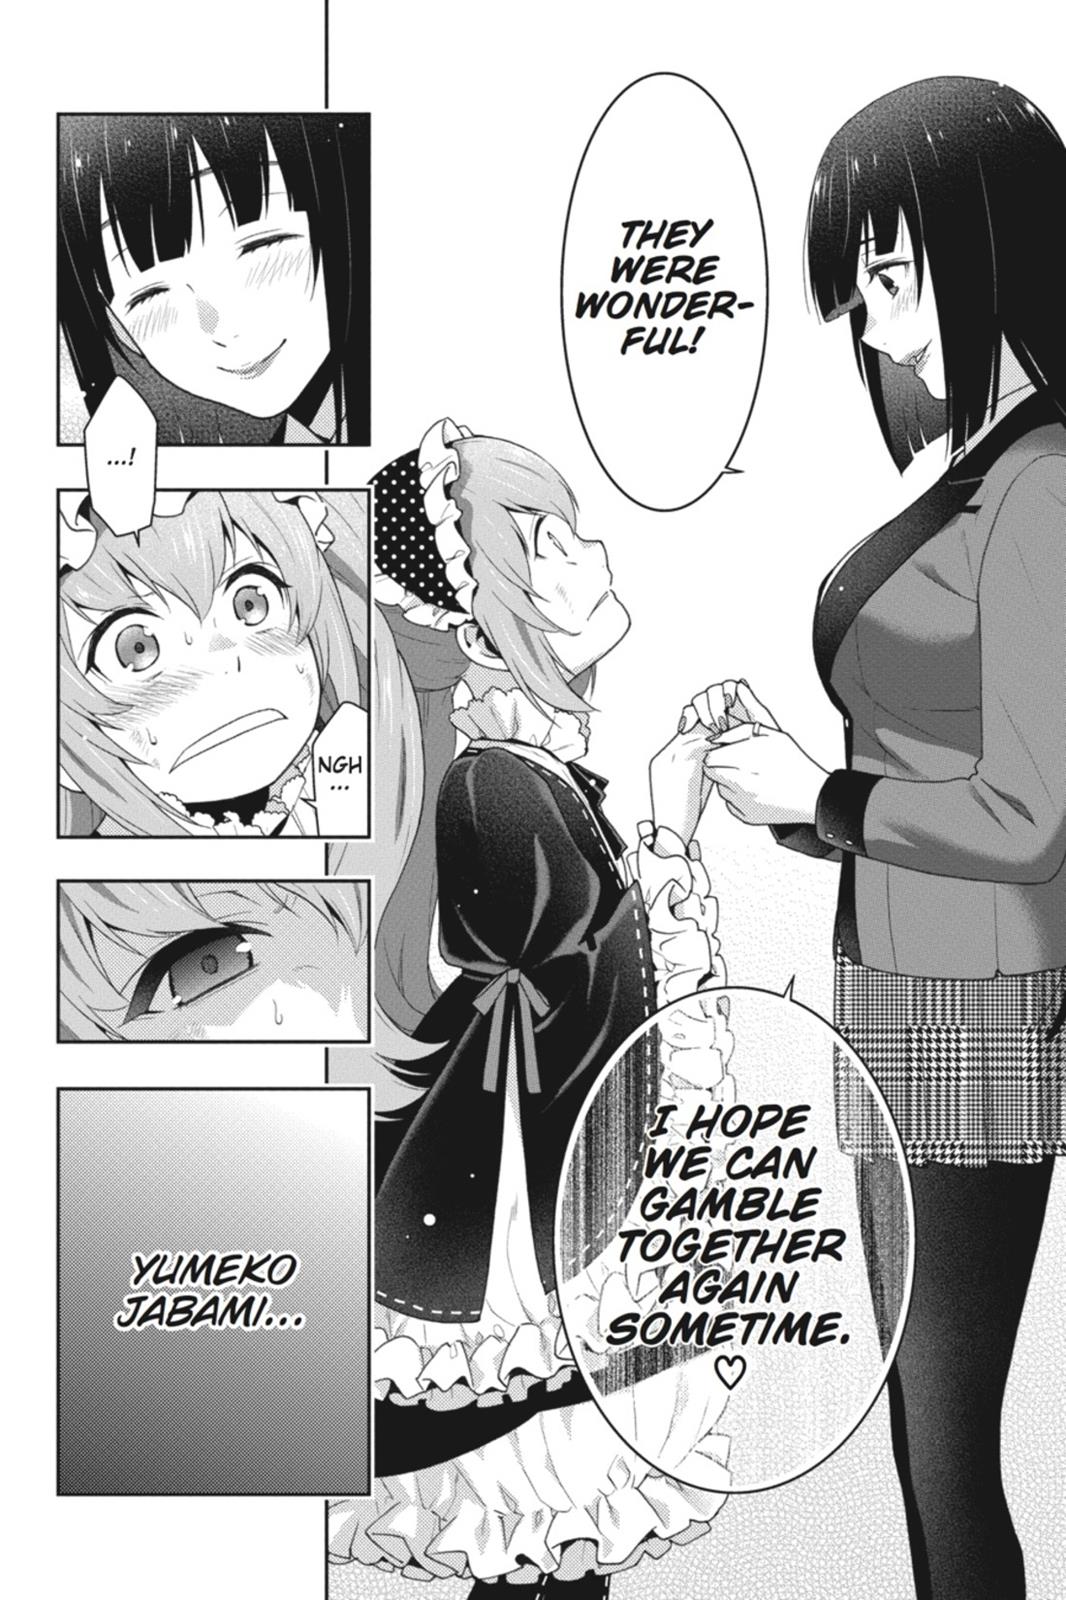 THEY
WERE
WONDER-
FUL!
...!
NGH
...
I HOPE
WE CAN
GAMBLE
TOGETHER
AGAIN
SOMETIME.
♡
YUMEKO
JABAMI...